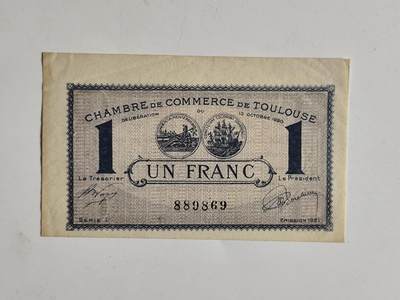 CHAMBRE DE COMMERCE DE TOULOUSE
DÉLIBÉRATION DU 13 OCTOBRE 1920
1 1
Le Trésorier Le Président
UN FRANC
889869
SÉRIE ÉMISSION 1921